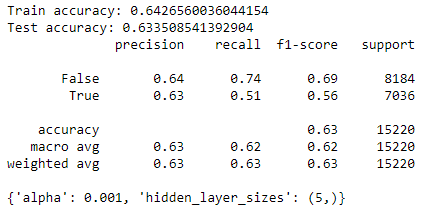 Train accuracy: 0.6426560036044154
Test accuracy: 0.633508541392904
precision recall f1-score support
False 0.64 0.74 0.69 8184
True 0.63 0.51 0.56 7036
accuracy 0.63 15220
macro avg 0.63 0.62 0.62 15220
weighted avg 0.63 0.63 0.63 15220
{'alpha': 0.001, 'hidden_layer_sizes': (5,)}